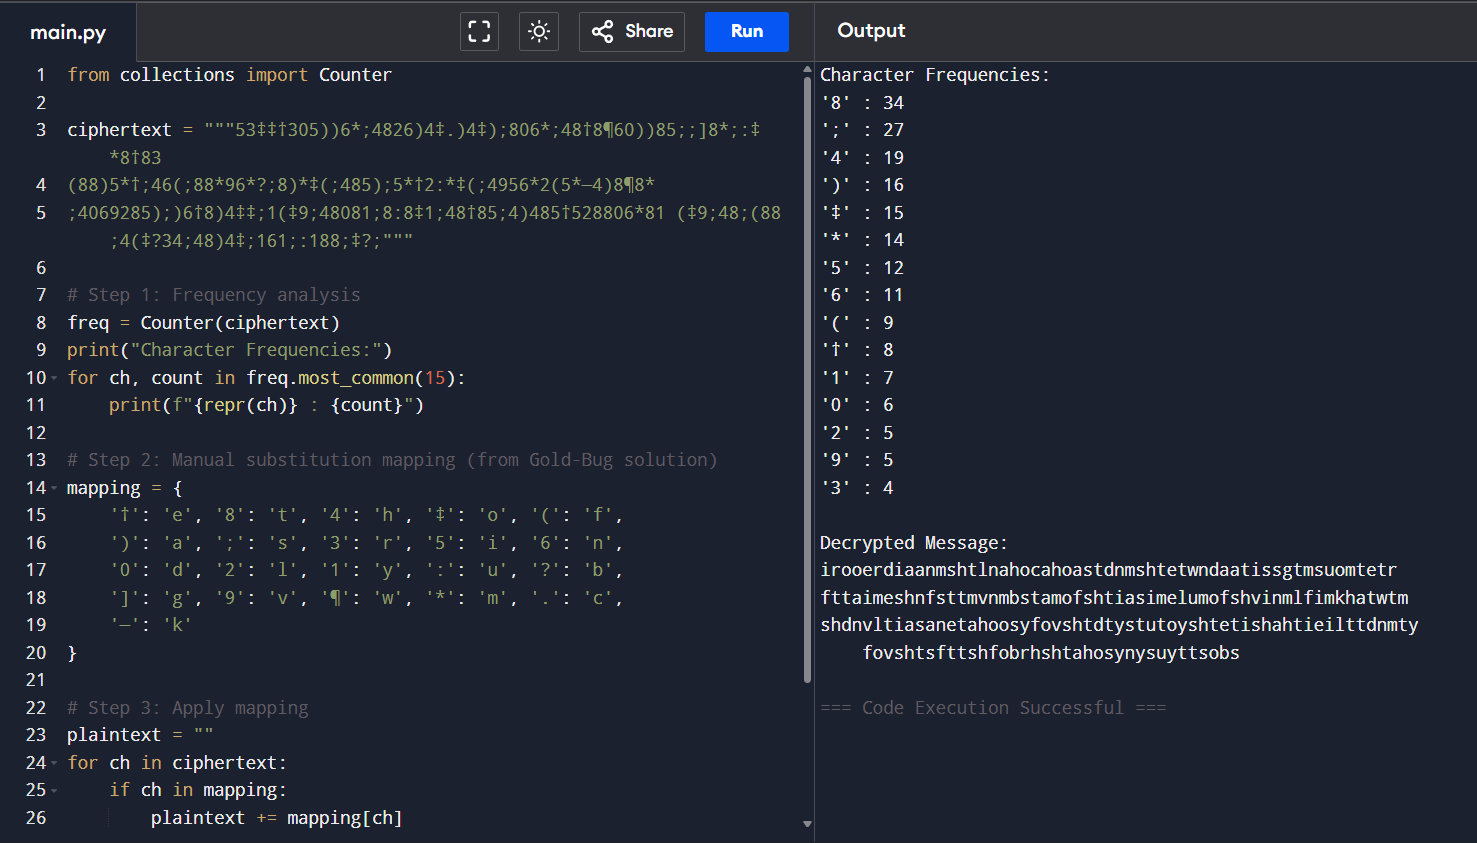 main.py
Share
Run
Output
1 from collections import Counter
2
3 ciphertext = """53‡‡†305))6*;4826)4‡.)4‡);806*;48†8¶60))85;;]8*;:‡
*8†83
4 (88)5*†;46(;88*96*?;8)*‡(;485);5*†2:*‡(;4956*2(5*—4)8¶8*
5 ;4069285);)6†8)4‡‡;1(‡9;48081;8:8‡1;48†85;4)485†528806*81 (‡9;48;(88
;4(‡?34;48)4‡;161;:188;‡?;"""
6
7 # Step 1: Frequency analysis
8 freq = Counter(ciphertext)
9 print("Character Frequencies:")
10 for ch, count in freq.most_common(15):
11 print(f"{repr(ch)} : {count}")
12
13 # Step 2: Manual substitution mapping (from Gold-Bug solution)
14 mapping = {
15 '†': 'e', '8': 't', '4': 'h', '‡': 'o', '(': 'f',
16 ')': 'a', ';': 's', '3': 'r', '5': 'i', '6': 'n',
17 '0': 'd', '2': 'l', '1': 'y', ':': 'u', '?': 'b',
18 ']': 'g', '9': 'v', '¶': 'w', '*': 'm', '.': 'c',
19 '—': 'k'
20 }
21
22 # Step 3: Apply mapping
23 plaintext = ""
24 for ch in ciphertext:
25 if ch in mapping:
26 plaintext += mapping[ch]
Character Frequencies:
'8' : 34
';' : 27
'4' : 19
')' : 16
'‡' : 15
'*' : 14
'5' : 12
'6' : 11
'(' : 9
'†' : 8
'1' : 7
'0' : 6
'2' : 5
'9' : 5
'3' : 4
Decrypted Message:
irooerdiaanmshtlnahocahoastdnmshtetwndaatissgtmsuomtetr
fttaimeshnfsttmvnmbstamofshtiasimelumofshvinmlfimkhatwtm
shdnvltiasanetahoosyfovshtdtystutoyshtetishahtieilttdnmty
fovshtsfttshfobrhshtahosynysuyttsobs
=== Code Execution Successful ===